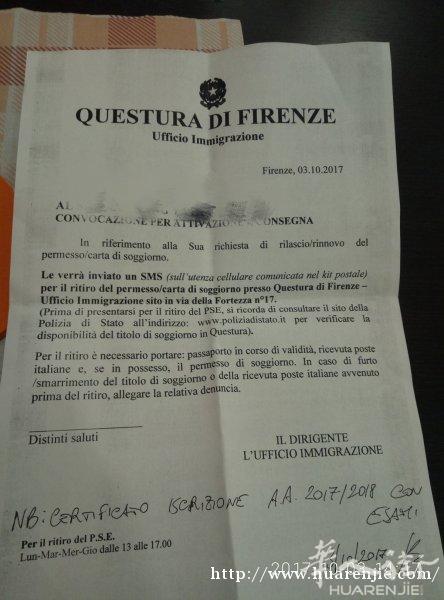 QUESTURA DI FIRENZE
Ufficio Immigrazione
Firenze, 03.10.2017
AL
CONVOCAZIONE PER ATTIVAZIONE CONSEGNA
In riferimento alla Sua richiesta di rilascio/rinnovo del
permesso/carta di soggiorno.
Le verrà inviato un SMS (sull'utenza cellulare comunicata nel kit postale)
per il ritiro del permesso/carta di soggiorno presso Questura di Firenze –
Ufficio Immigrazione sito in via della Fortezza n°17.
(Prima di presentarsi per il ritiro del PSE, si ricorda di consultare il sito della
Polizia di Stato all'indirizzo: www.poliziadistato.it per verificare la
disponibilità del titolo di soggiorno in Questura).
Per il ritiro è necessario portare: passaporto in corso di validità, ricevuta poste
italiane e, se in possesso, il permesso di soggiorno. In caso di furto
/smarrimento del titolo di soggiorno o della ricevuta poste italiane avvenuto
prima del ritiro, allegare la relativa denuncia.
Distinti saluti
IL DIRIGENTE
L'UFFICIO IMMIGRAZIONE
NB: CERTIFICATO ISCRIZIONE A.A. 2017/2018 CON
ESAMI
Per il ritiro del P.S.E.
Lun-Mar-Mer-Gio dalle 13 alle 17.00
/10/2017
2017
华人街
HUARENJIE
http://www.huarenjie.com/